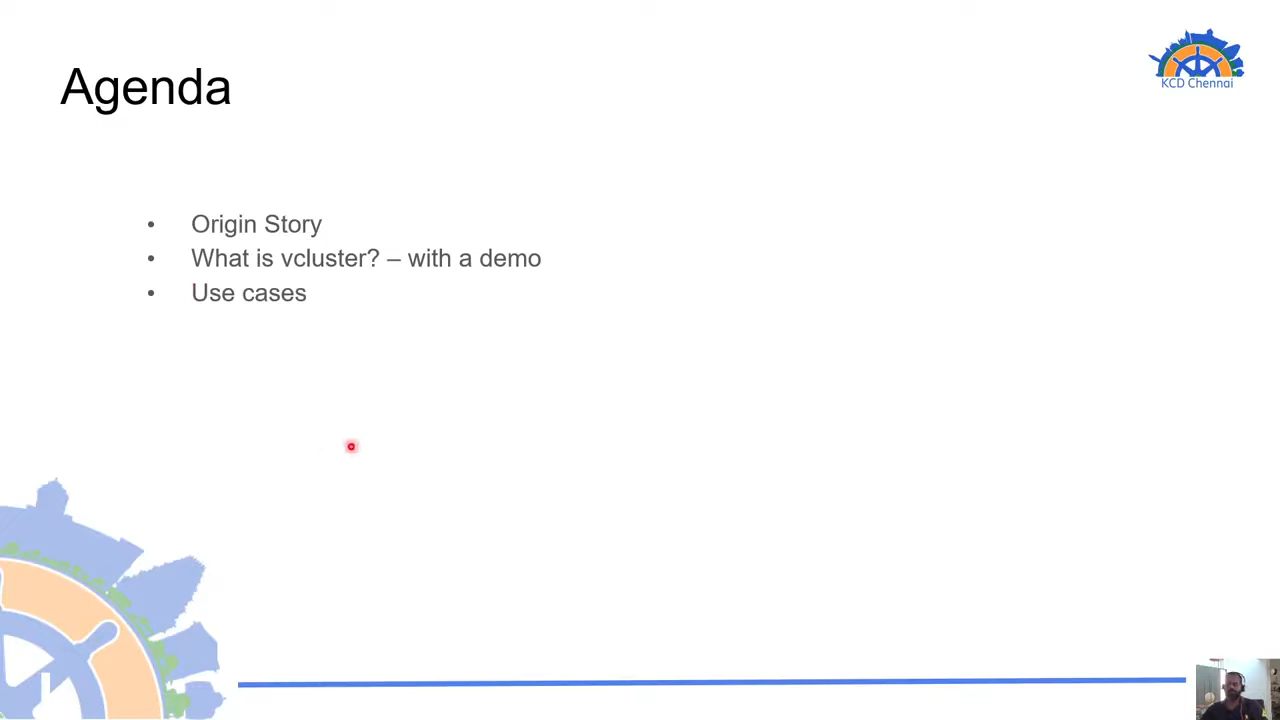 KCD Chennai
Agenda
• Origin Story
• What is vcluster? – with a demo
• Use cases